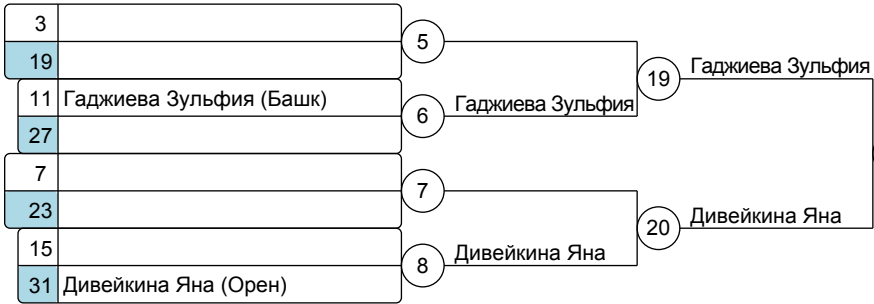 3
19
5
11 Гаджиева Зульфия (Башк)
27
6 Гаджиева Зульфия
19 Гаджиева Зульфия
7
23
7
15
31 Дивейкина Яна (Орен)
8 Дивейкина Яна
20 Дивейкина Яна